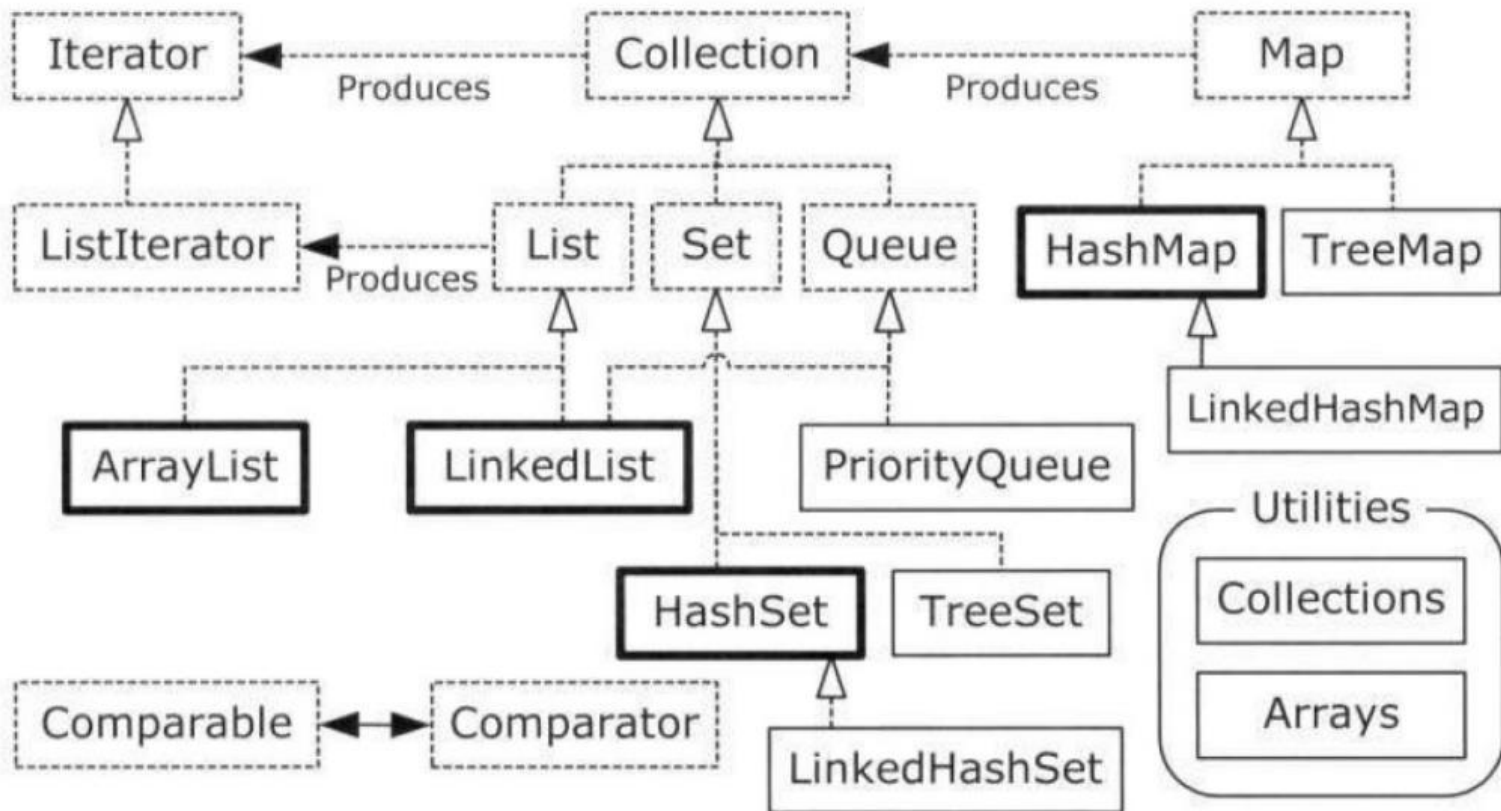 Iterator
Produces
Collection
Produces
Map
ListIterator
Produces
List
Set
Queue
HashMap
TreeMap
LinkedHashMap
ArrayList
LinkedList
PriorityQueue
Utilities
Collections
Arrays
HashSet
TreeSet
Comparable
Comparator
LinkedHashSet